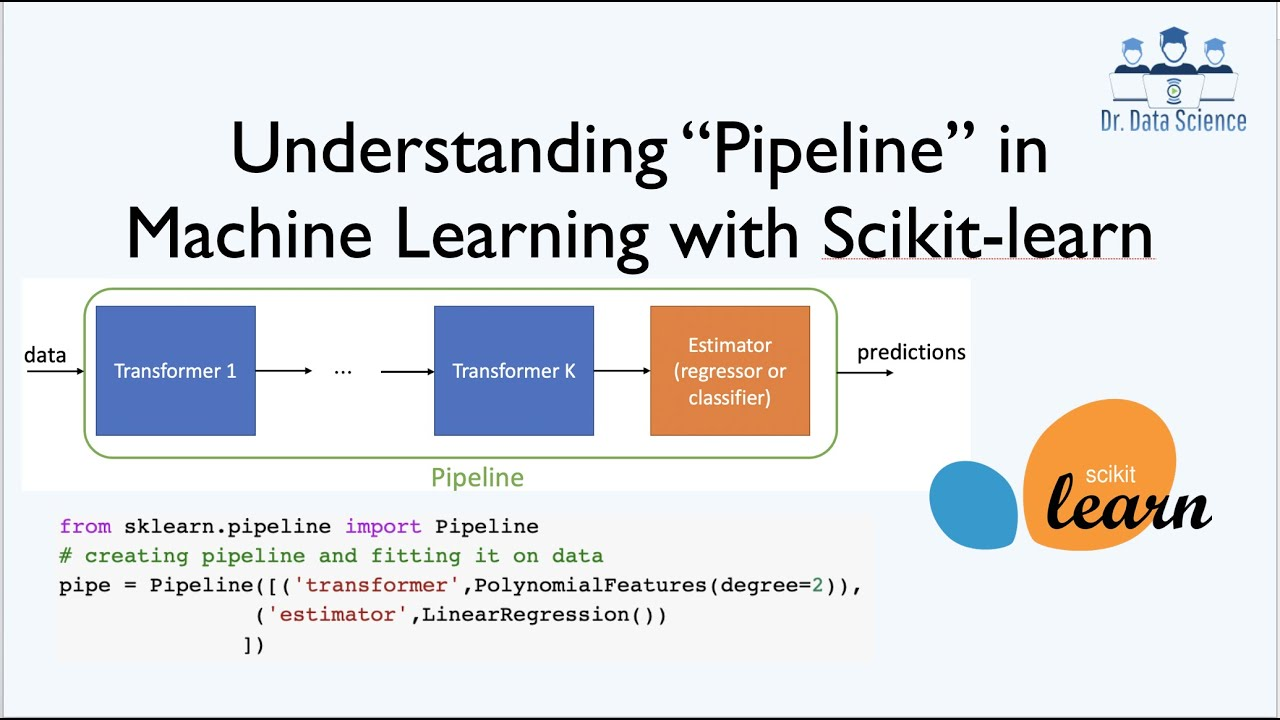 Dr. Data Science
Understanding “Pipeline” in
Machine Learning with Scikit-learn
data
Transformer 1
...
Transformer K
Estimator
(regressor or
classifier)
predictions
Pipeline
scikit
learn
from sklearn.pipeline import Pipeline
# creating pipeline and fitting it on data
pipe = Pipeline([('transformer',PolynomialFeatures(degree=2)),
('estimator',LinearRegression())
])